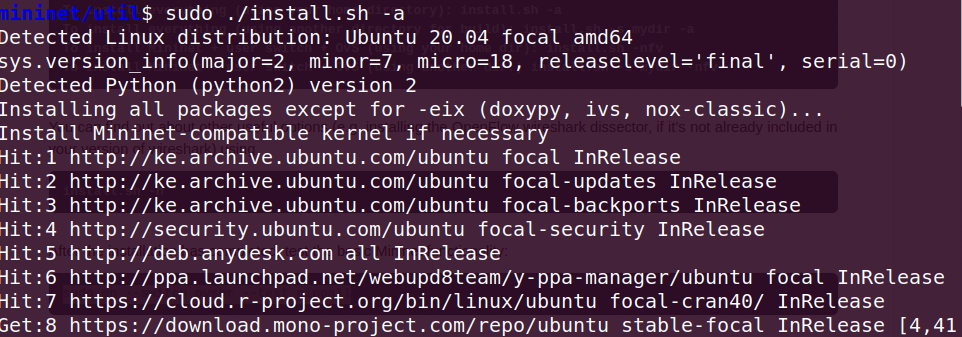 mininet/util$ sudo ./install.sh -a
Detected Linux distribution: Ubuntu 20.04 focal amd64
sys.version_info(major=2, minor=7, micro=18, releaselevel='final', serial=0)
Detected Python (python2) version 2
Installing all packages except for -eix (doxypy, ivs, nox-classic)...
Install Mininet-compatible kernel if necessary
Hit:1 http://ke.archive.ubuntu.com/ubuntu focal InRelease
Hit:2 http://ke.archive.ubuntu.com/ubuntu focal-updates InRelease
Hit:3 http://ke.archive.ubuntu.com/ubuntu focal-backports InRelease
Hit:4 http://security.ubuntu.com/ubuntu focal-security InRelease
Hit:5 http://deb.anydesk.com all InRelease
Hit:6 http://ppa.launchpad.net/webupd8team/y-ppa-manager/ubuntu focal InRelease
Hit:7 https://cloud.r-project.org/bin/linux/ubuntu focal-cran40/ InRelease
Get:8 https://download.mono-project.com/repo/ubuntu stable-focal InRelease [4,41